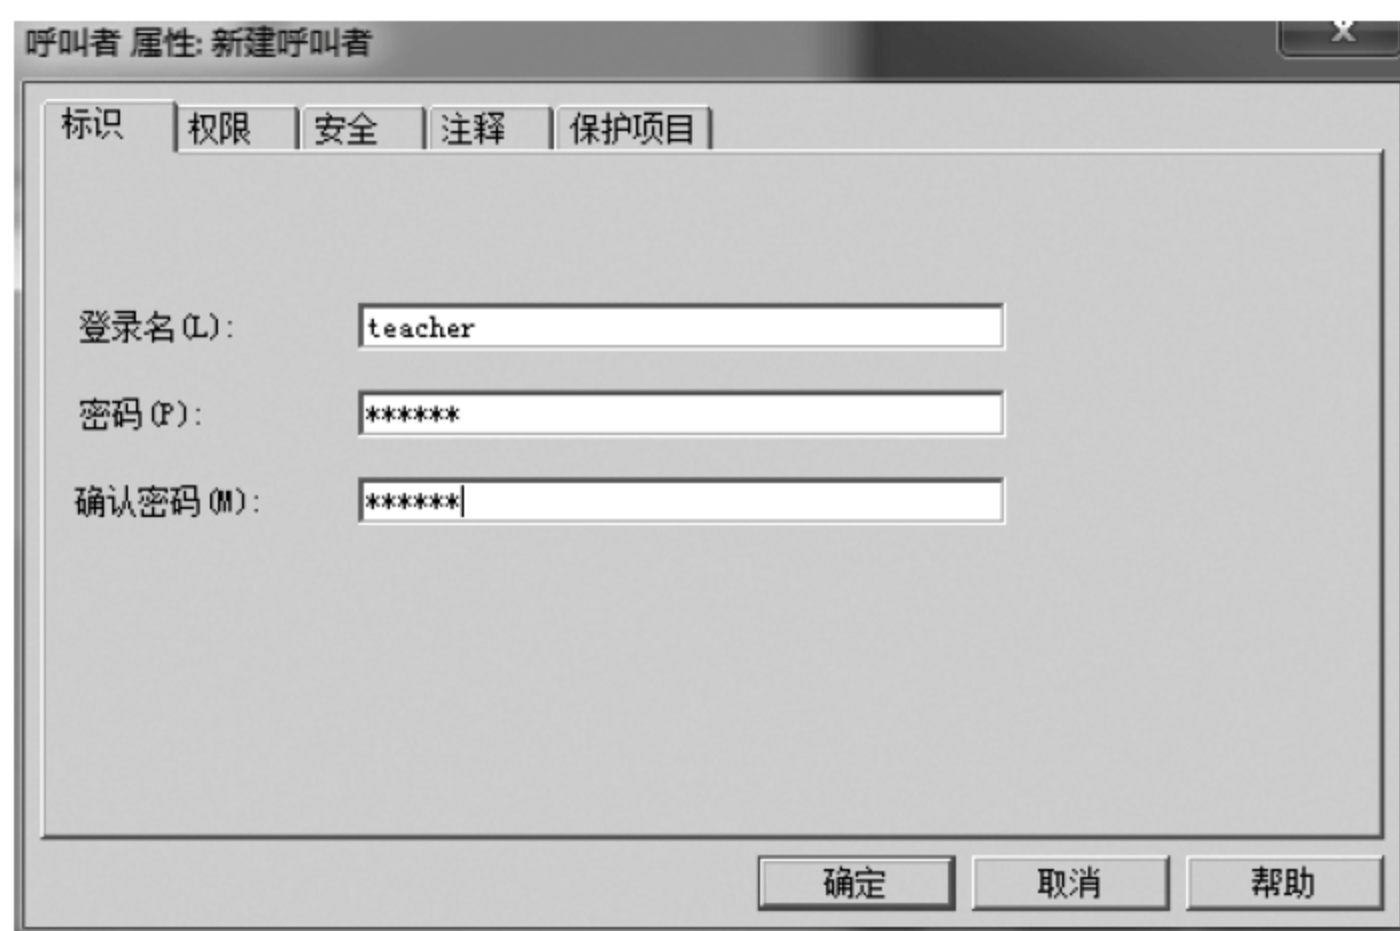 呼叫者 属性: 新建呼叫者
x
标识 权限 安全 注释 保护项目
登录名(L): teacher
密码(P): ******
确认密码(M): ******
确定 取消 帮助